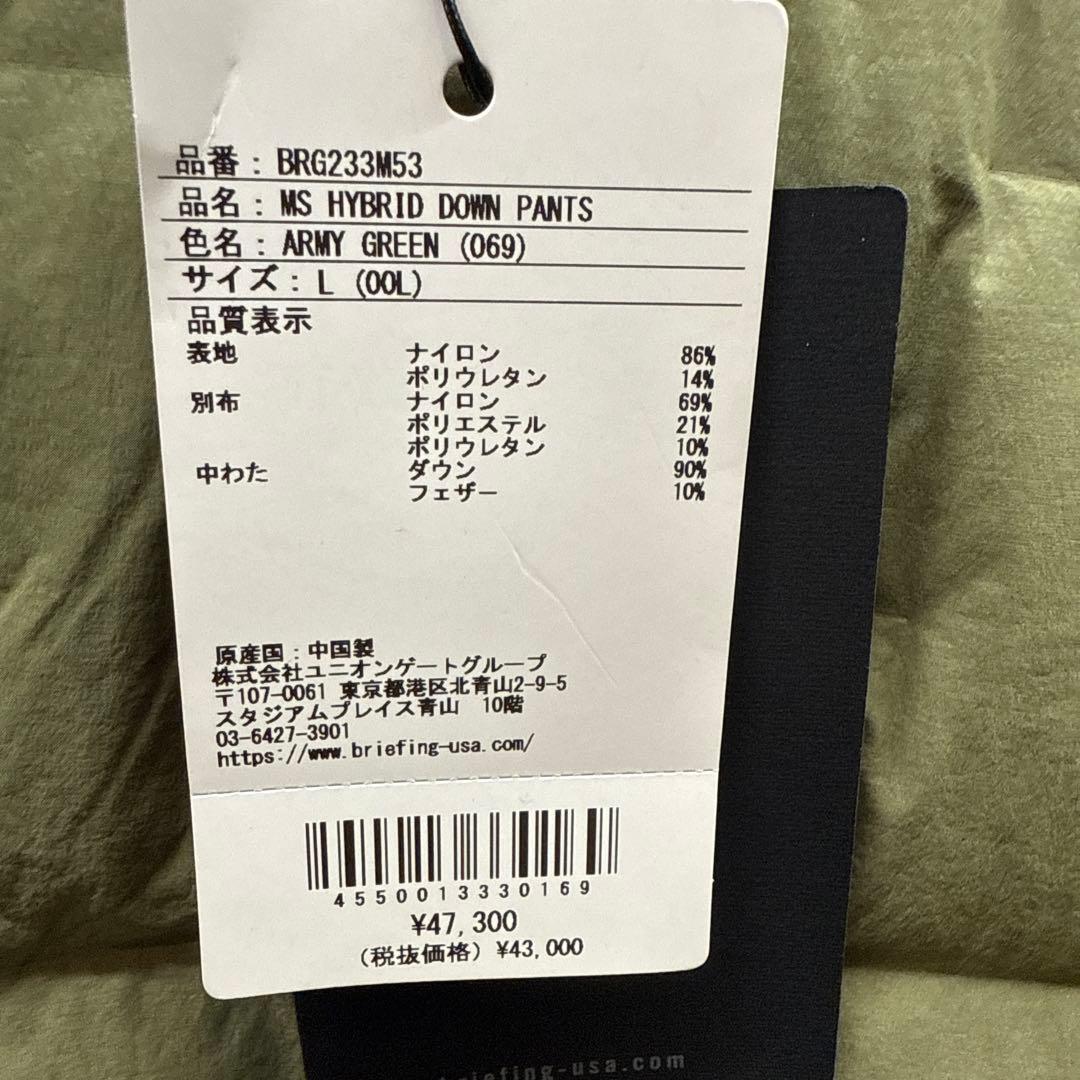 品番: BRG233M53
品名: MS HYBRID DOWN PANTS
色名: ARMY GREEN (069)
サイズ: L (00L)
品質表示
表地 ナイロン 86%
ポリウレタン 14%
別布 ナイロン 69%
ポリエステル 21%
ポリウレタン 10%
中わた ダウン 90%
フェザー 10%
原産国:中国製
株式会社ユニオンゲートグループ
〒107-0061 東京都港区北青山2-9-5
スタジアムプレイス青山 10階
03-6427-3901
https://www.briefing-usa.com/
4550013330169
¥47,300
(税抜価格) ¥43,000
briefing-usa.com